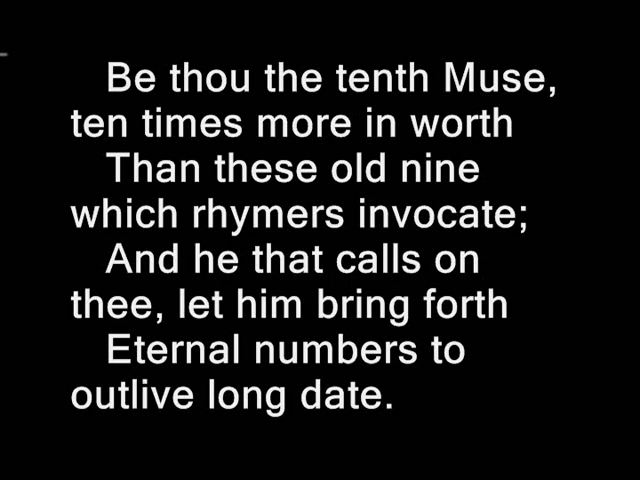 Be thou the tenth Muse,
ten times more in worth
Than these old nine
which rhymers invocate;
And he that calls on
thee, let him bring forth
Eternal numbers to
outlive long date.